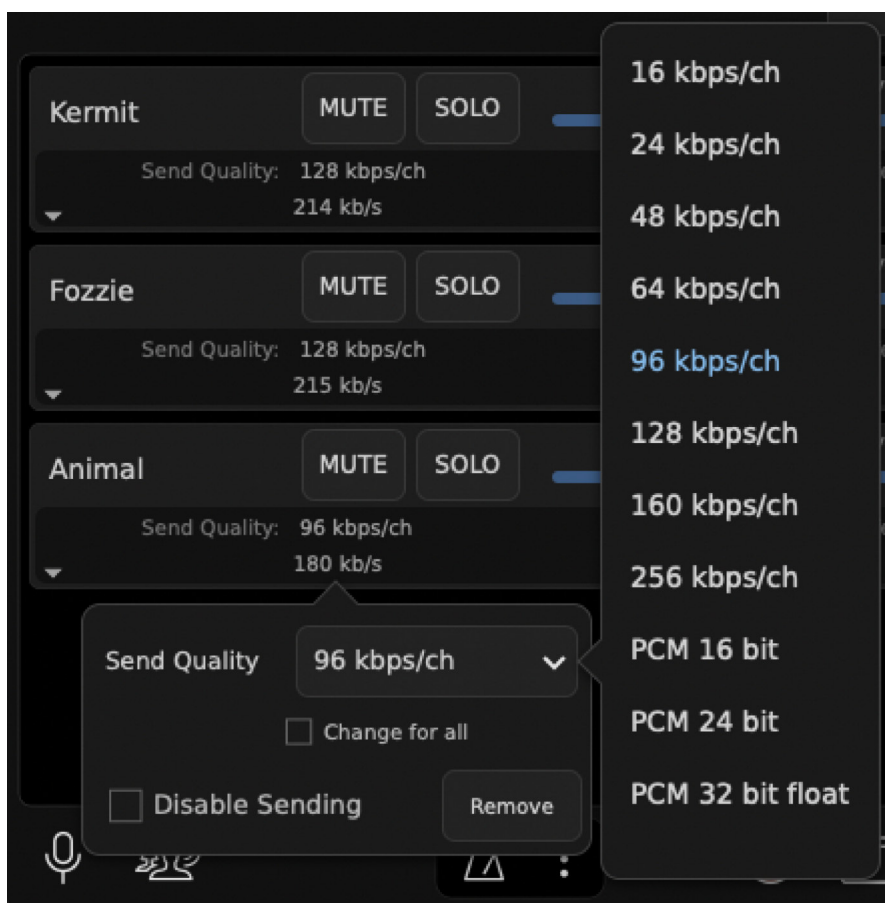 Kermit
MUTE
SOLO
Send Quality: 128 kbps/ch
214 kb/s
Fozzie
MUTE
SOLO
Send Quality: 128 kbps/ch
215 kb/s
Animal
MUTE
SOLO
Send Quality: 96 kbps/ch
180 kb/s
Send Quality
96 kbps/ch
Change for all
Disable Sending
Remove
16 kbps/ch
24 kbps/ch
48 kbps/ch
64 kbps/ch
96 kbps/ch
128 kbps/ch
160 kbps/ch
256 kbps/ch
PCM 16 bit
PCM 24 bit
PCM 32 bit float